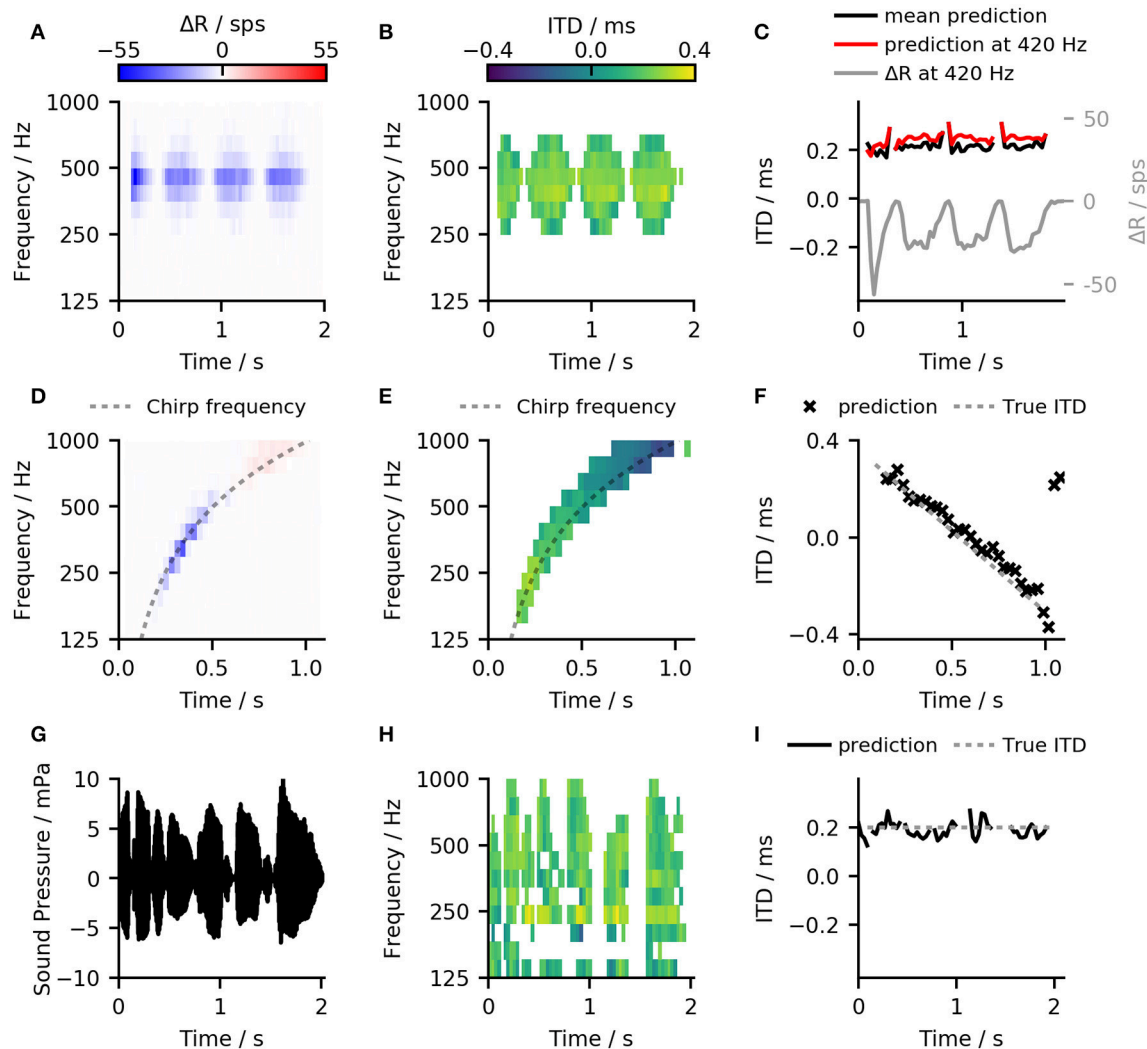 A
ΔR / sps
−55 0 55
1000
500
250
125
Frequency / Hz
0 1 2
Time / s
B
ITD / ms
−0.4 0.0 0.4
1000
500
250
125
Frequency / Hz
0 1 2
Time / s
C
mean prediction
prediction at 420 Hz
ΔR at 420 Hz
0.2
0.0
−0.2
ITD / ms
50
0
-50
ΔR / sps
0 1
Time / s
D
Chirp frequency
1000
500
250
125
Frequency / Hz
0.0 0.5 1.0
Time / s
E
Chirp frequency
1000
500
250
125
Frequency / Hz
0.0 0.5 1.0
Time / s
F
prediction True ITD
0.4
0.0
−0.4
ITD / ms
0.0 0.5 1.0
Time / s
G
10
5
0
−5
−10
Sound Pressure / mPa
0 1 2
Time / s
H
1000
500
250
125
Frequency / Hz
0 1 2
Time / s
I
prediction True ITD
0.2
0.0
−0.2
ITD / ms
0 1 2
Time / s